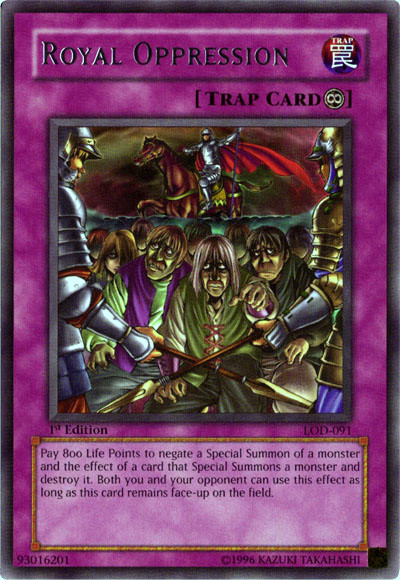 ROYAL OPPRESSION
TRAP
罠
[TRAP CARD∞]
1st Edition
LOD-091
Pay 800 Life Points to negate a Special Summon of a monster
and the effect of a card that Special Summons a monster and
destroy it. Both you and your opponent can use this effect as
long as this card remains face-up on the field.
93016201
©1996 KAZUKI TAKAHASHI